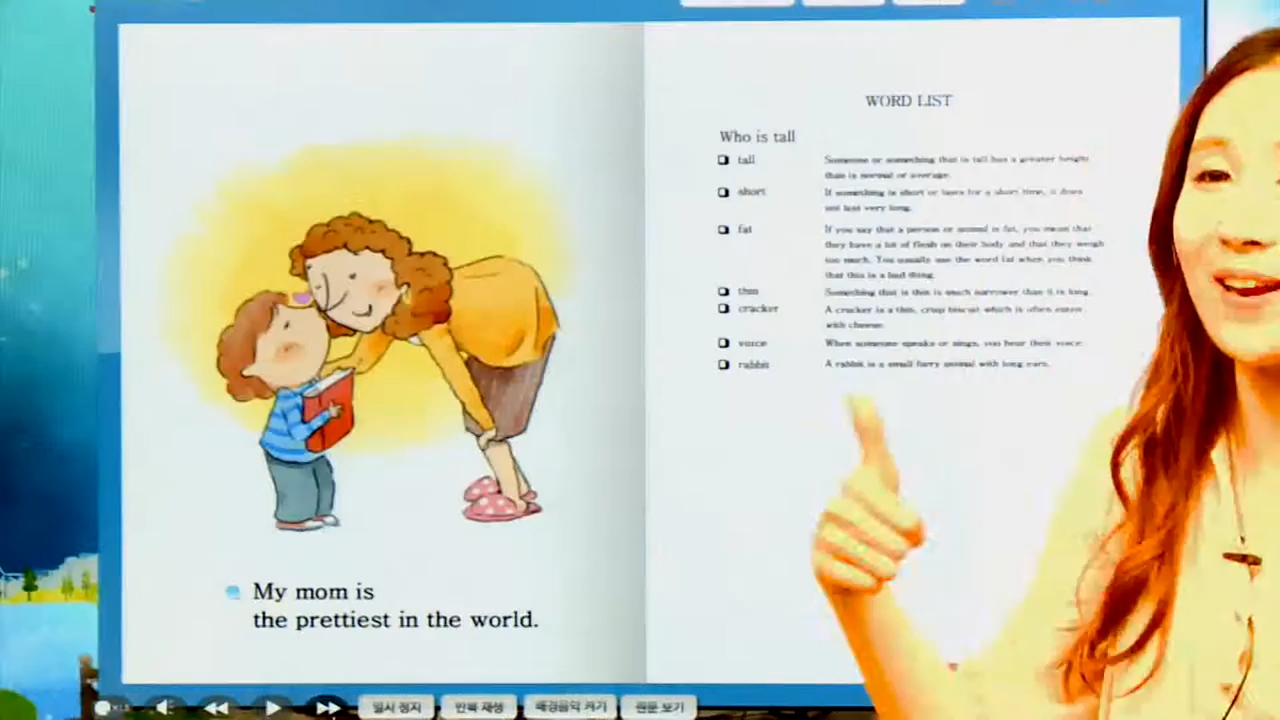 My mom is
the prettiest in the world.
WORD LIST
Who is tall
tall
Someone or something that is tall has a greater height
than is normal or average.
short
If something is short or lasts for a short time, it does
not last very long.
fat
If you say that a person or animal is fat, you mean that
they have a lot of flesh on their body and that they weigh
too much. You usually use the word fat when you think
that this is a bad thing.
thin
Something that is thin is much narrower than it is long.
cracker
A cracker is a thin, crisp biscuit which is often eaten
with cheese.
voice
When someone speaks or sings, you hear their voice.
rabbit
A rabbit is a small furry animal with long ears.
일시 정지
반복 재생
배경음악 켜기
원문 보기